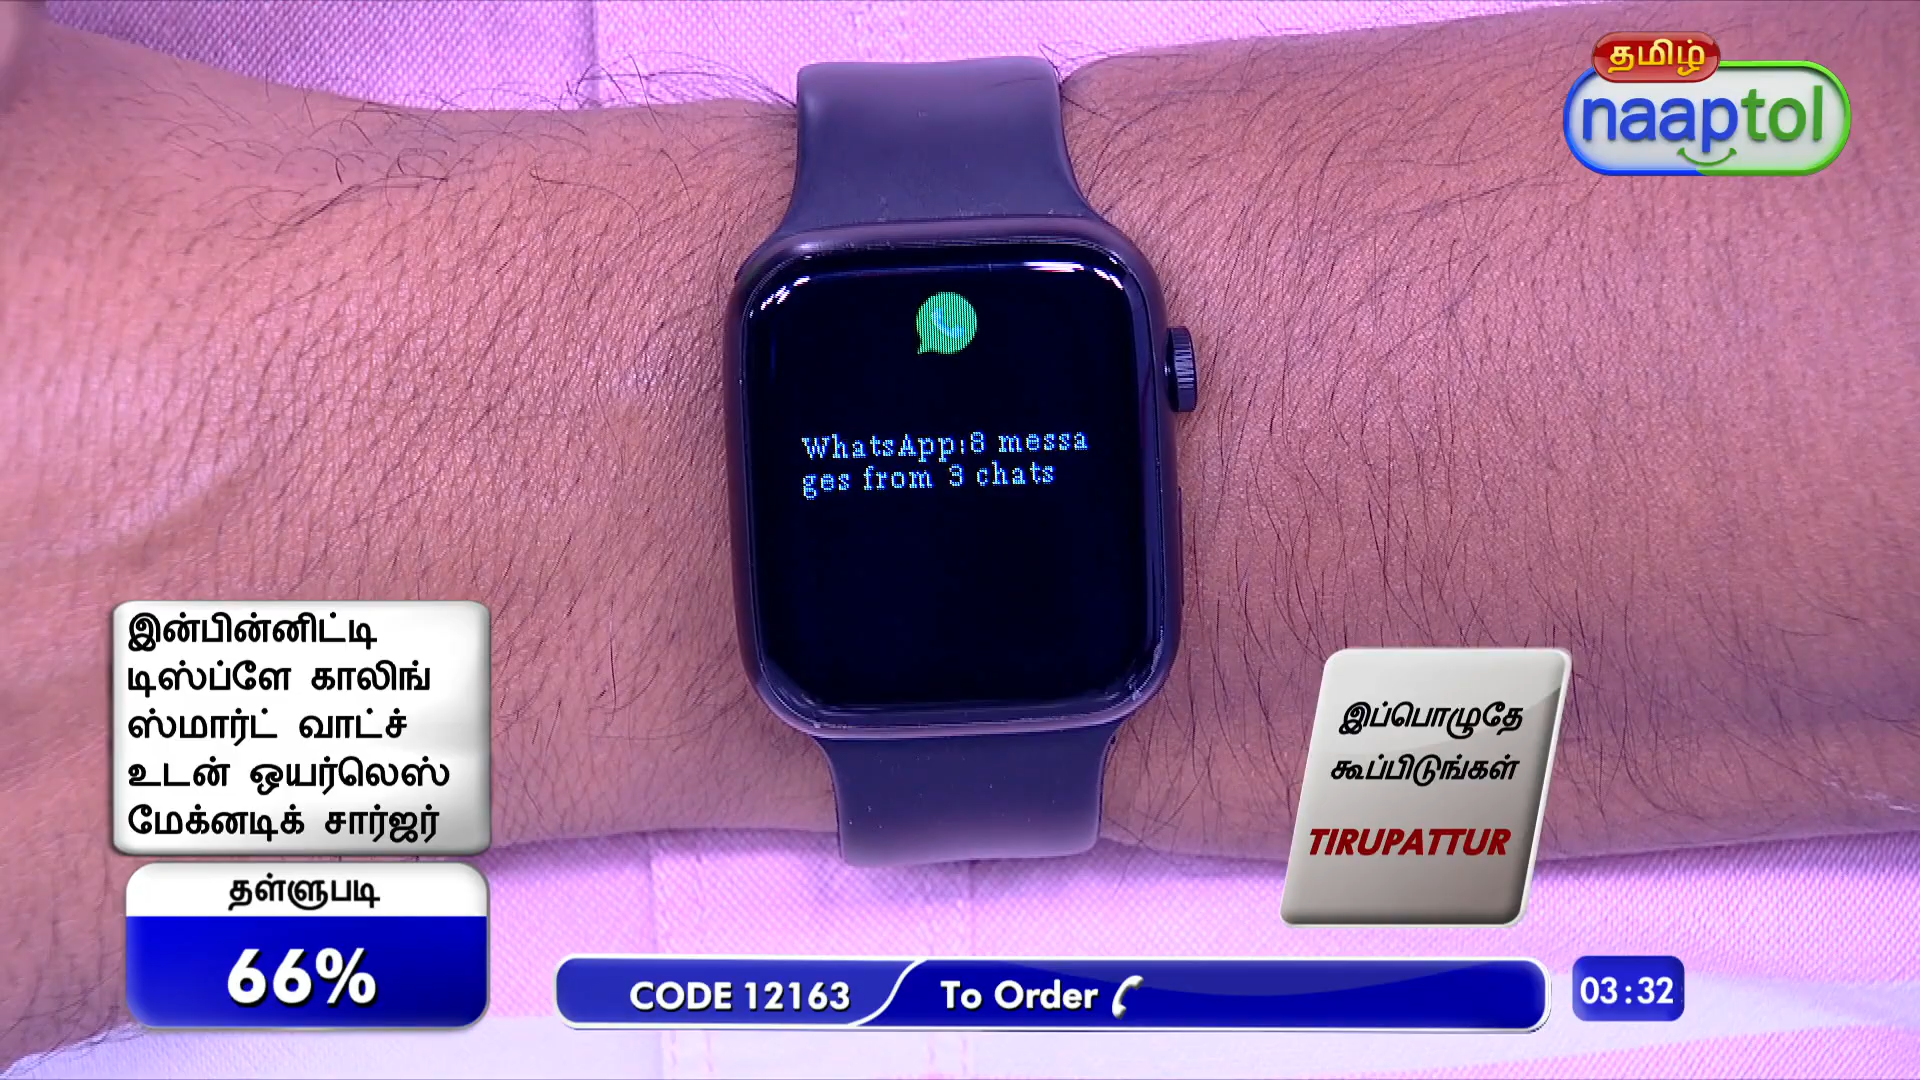 தமிழ்
naaptol
WhatsApp:8 messa
ges from 3 chats
இன்பின்னிட்டி
டிஸ்ப்ளே காலிங்
ஸ்மார்ட் வாட்ச்
உடன் ஒயர்லெஸ்
மேக்னடிக் சார்ஜர்
தள்ளுபடி
66%
இப்பொழுதே
கூப்பிடுங்கள்
TIRUPATTUR
CODE 12163 To Order
03:32